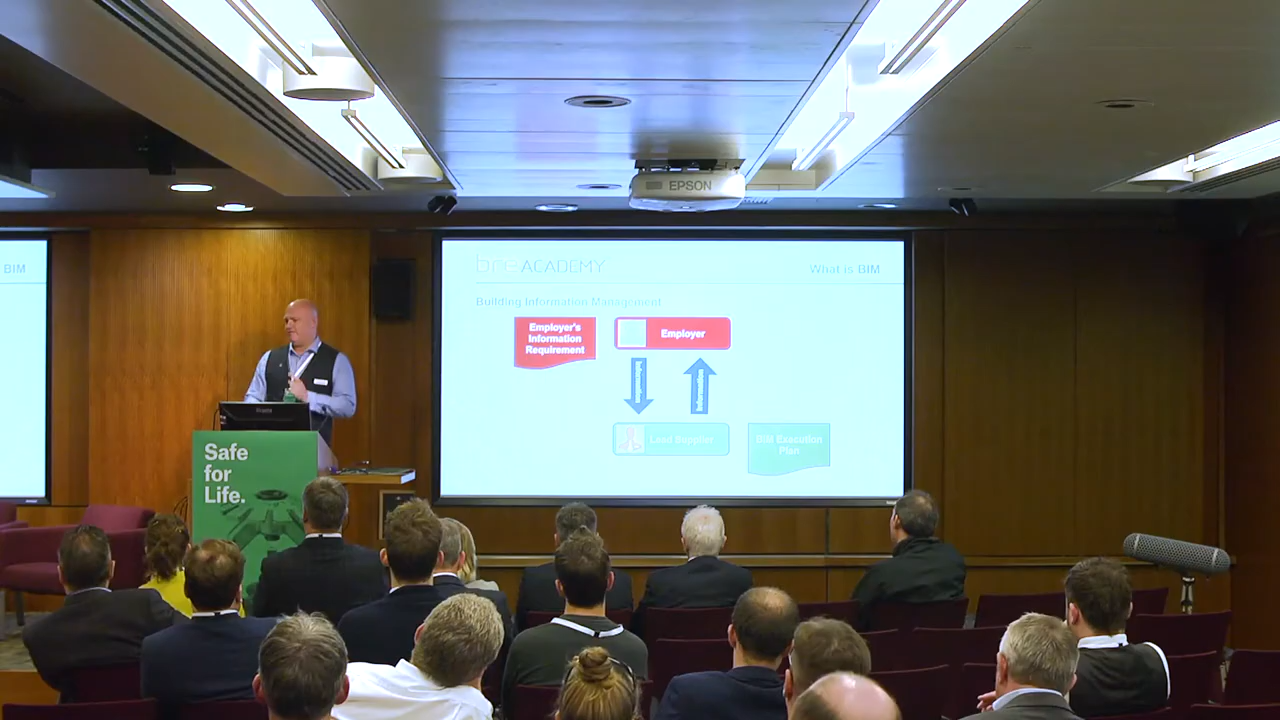 EPSON
BIM
bre ACADEMY
What is BIM
Building Information Management
Employer's
Information
Requirement
Employer
Lead Supplier
BIM Execution
Plan
Safe
for
Life.